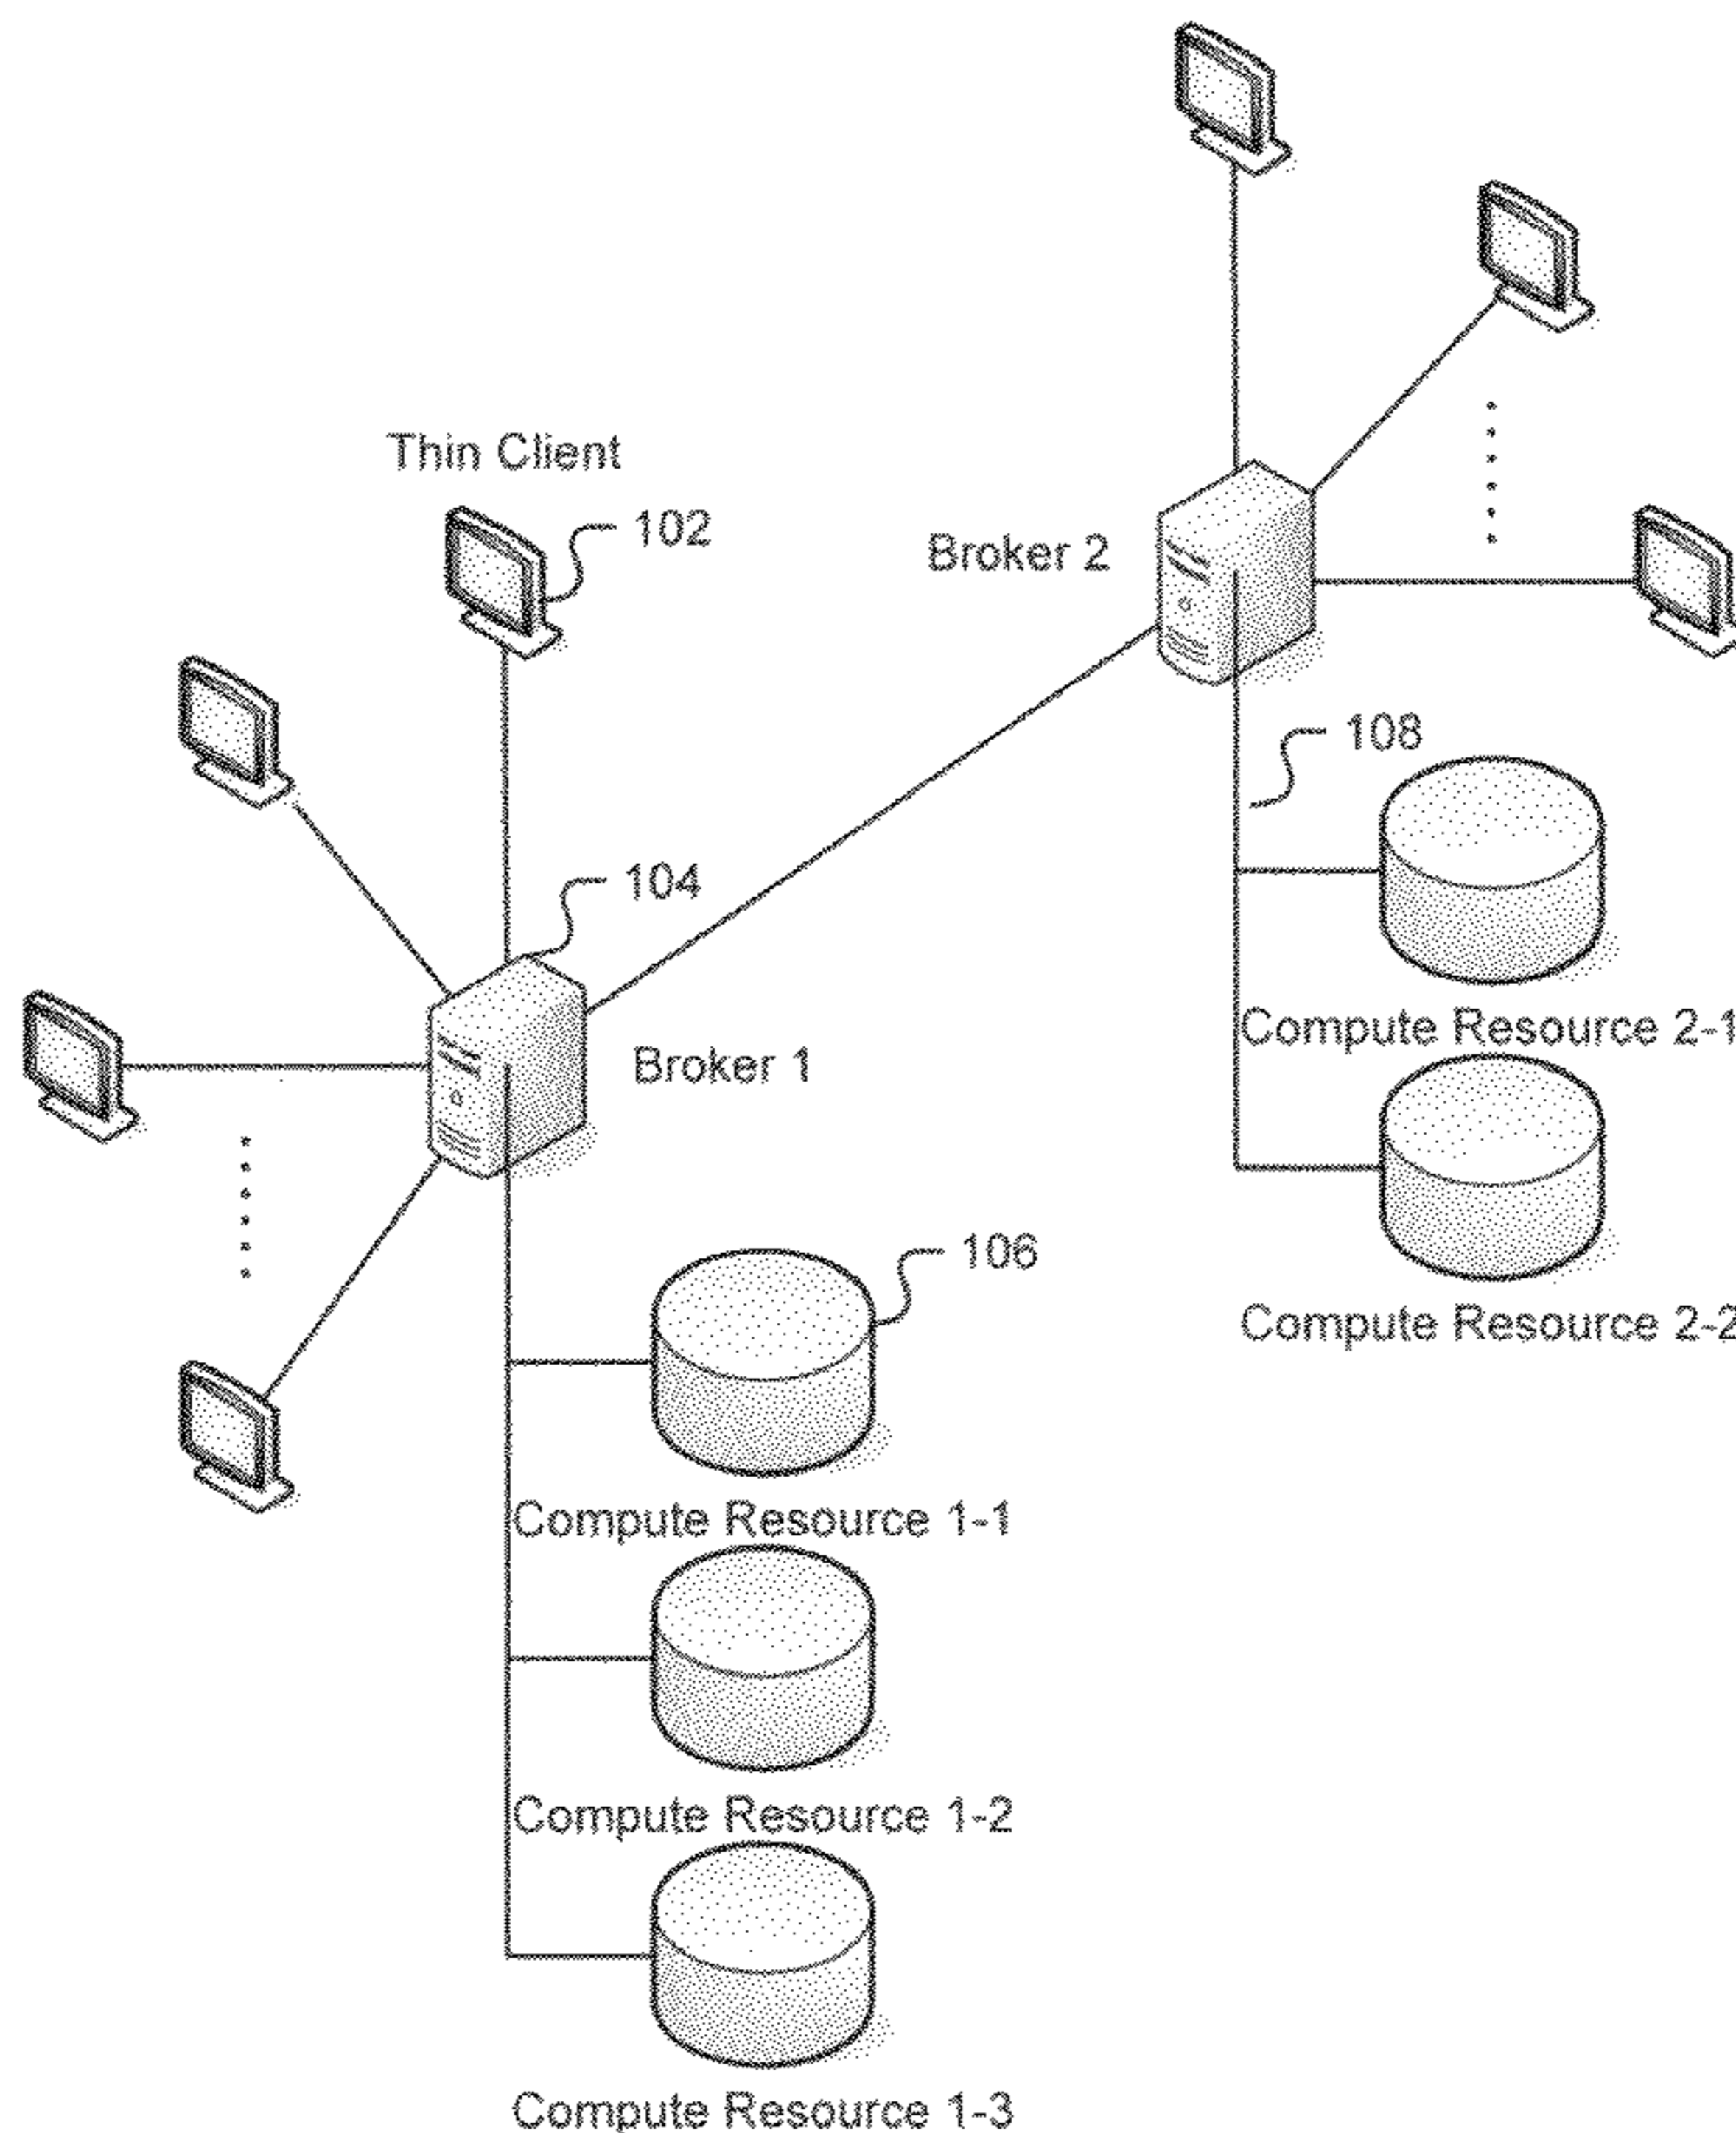 Thin Client
102
Broker 2
108
104
Compute Resource 2-1
Broker 1
106
Compute Resource 2-2
Compute Resource 1-1
Compute Resource 1-2
Compute Resource 1-3